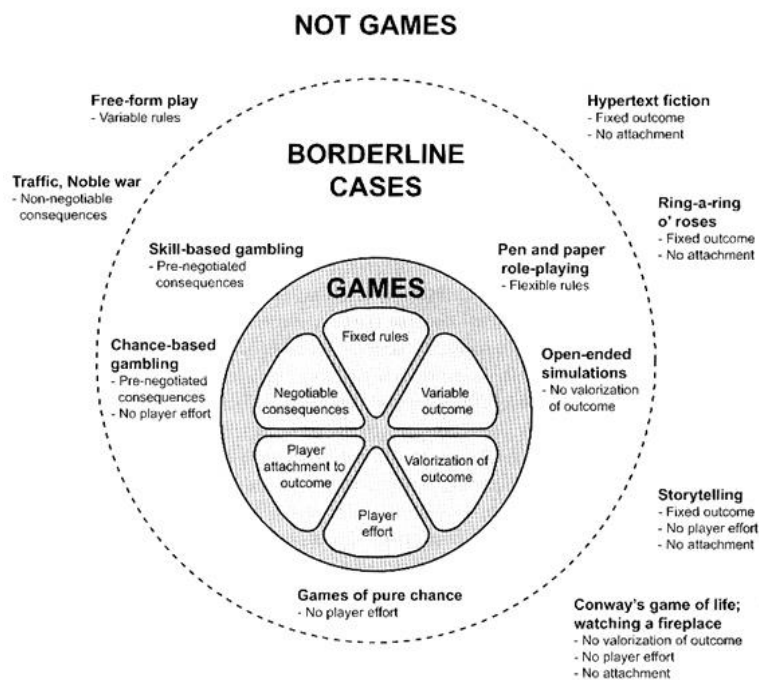 NOT GAMES
Free-form play
- Variable rules
Hypertext fiction
- Fixed outcome
- No attachment
BORDERLINE
CASES
Traffic, Noble war
- Non-negotiable
consequences
Ring-a-ring
o' roses
- Fixed outcome
- No attachment
Skill-based gambling
- Pre-negotiated
consequences
Pen and paper
role-playing
- Flexible rules
GAMES
Fixed rules
Chance-based
gambling
- Pre-negotiated
consequences
- No player effort
Negotiable
consequences
Variable
outcome
Open-ended
simulations
- No valorization
of outcome
Player
attachment to
outcome
Valorization of
outcome
Player
effort
Storytelling
- Fixed outcome
- No player effort
- No attachment
Games of pure chance
- No player effort
Conway's game of life;
watching a fireplace
- No valorization of outcome
- No player effort
- No attachment